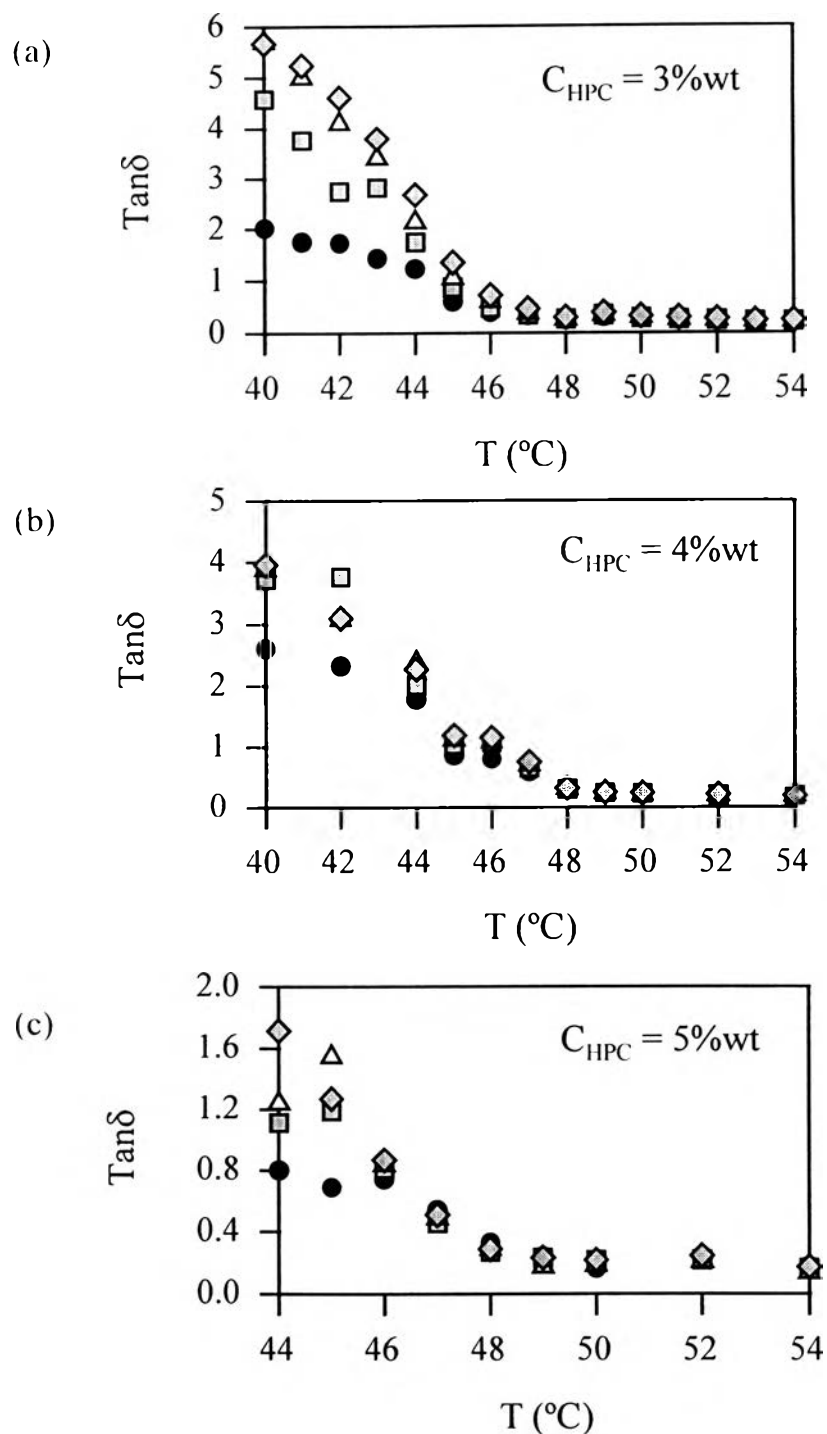 (a)
6
5
4
3
2
1
0
Tanδ
C_HPC = 3%wt
40 42 44 46 48 50 52 54
T (ºC)
(b)
5
4
3
2
1
0
Tanδ
C_HPC = 4%wt
40 42 44 46 48 50 52 54
T (ºC)
(c)
2.0
1.6
1.2
0.8
0.4
0.0
Tanδ
C_HPC = 5%wt
44 46 48 50 52 54
T (ºC)